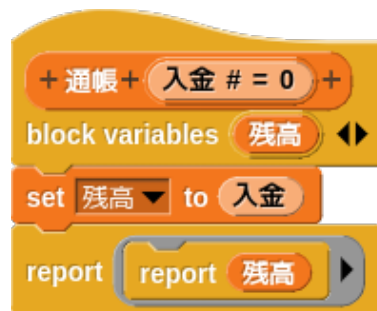 + 通帳 + 入金 # = 0 +
block variables 残高
set 残高 to 入金
report report 残高